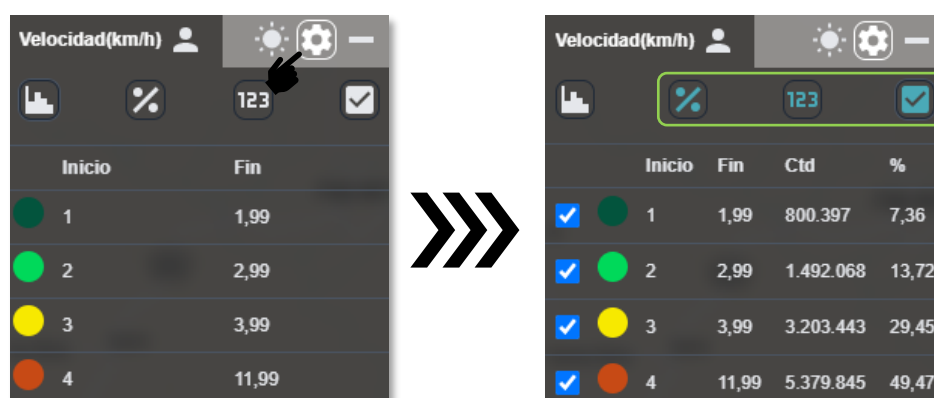 Velocidad(km/h)
123
Inicio Fin
1 1,99
2 2,99
3 3,99
4 11,99
Velocidad(km/h)
% 123
Inicio Fin Ctd %
1 1,99 800.397 7,36
2 2,99 1.492.068 13,72
3 3,99 3.203.443 29,45
4 11,99 5.379.845 49,47